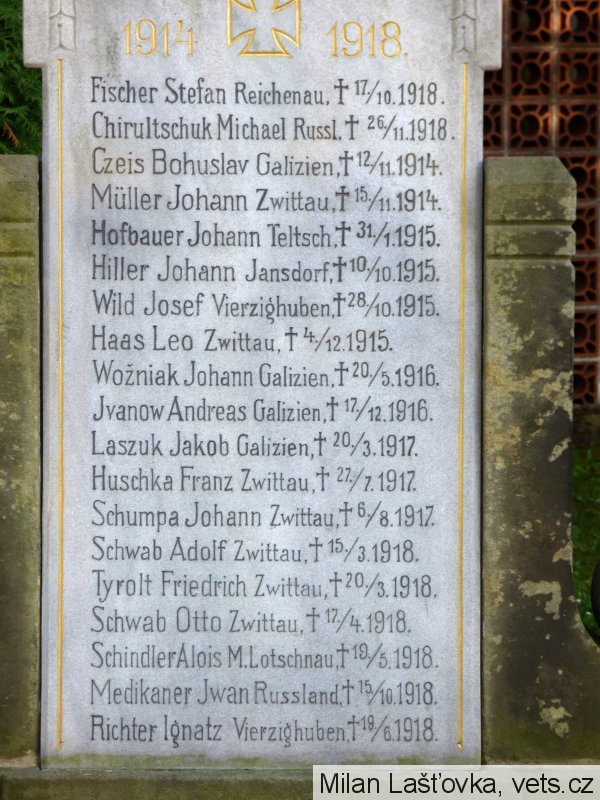 1914 1918.
Fischer Stefan Reichenau, † 17/10. 1918.
Chirultschuk Michael Russl. † 26/11. 1918.
Czeis Bohuslav Galizien, † 12/11. 1914.
Müller Johann Zwittau, † 15/11. 1914.
Hofbauer Johann Teltsch, † 31./1. 1915.
Hiller Johann Jansdorf, † 10/10. 1915.
Wild Josef Vierzighuben, † 28/10. 1915.
Haas Leo Zwittau, † 4/12. 1915.
Wožniak Johann Galizien, † 20/5. 1916.
Jvanow Andreas Galizien, † 17/12. 1916.
Laszuk Jakob Galizien, † 20./3. 1917.
Huschka Franz Zwittau, † 27/7. 1917.
Schumpa Johann Zwittau, † 6/8. 1917.
Schwab Adolf Zwittau, † 15./3. 1918.
Tyrolt Friedrich Zwittau, † 20/3. 1918.
Schwab Otto Zwittau, † 17/4. 1918.
Schindler Alois M. Lotschnau, † 19/5. 1918.
Medikaner Jwan Russland, † 15/10. 1918.
Richter Ignatz Vierzighuben, † 19/6. 1918.
Milan Lašťovka, vets.cz